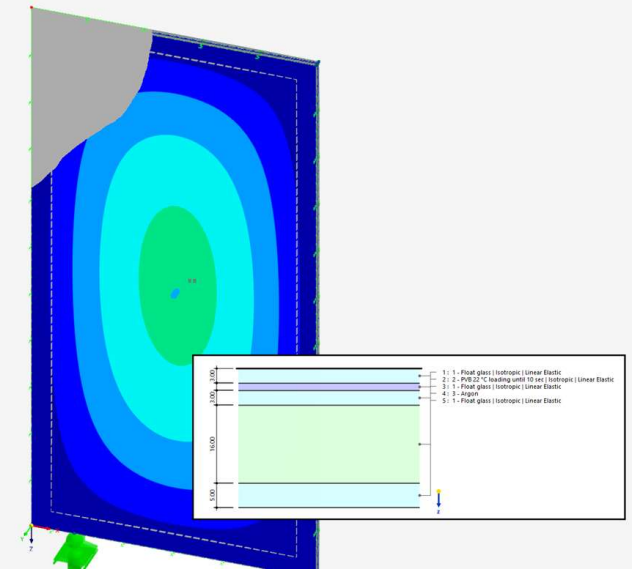 1 : 1 - Float glass | Isotropic | Linear Elastic
2 : 2 - PVB 22 °C loading until 10 sec | Isotropic | Linear Elastic
3 : 1 - Float glass | Isotropic | Linear Elastic
4 : 3 - Argon
5 : 1 - Float glass | Isotropic | Linear Elastic
3.00
3.00
16.00
5.00
z
Y
Z